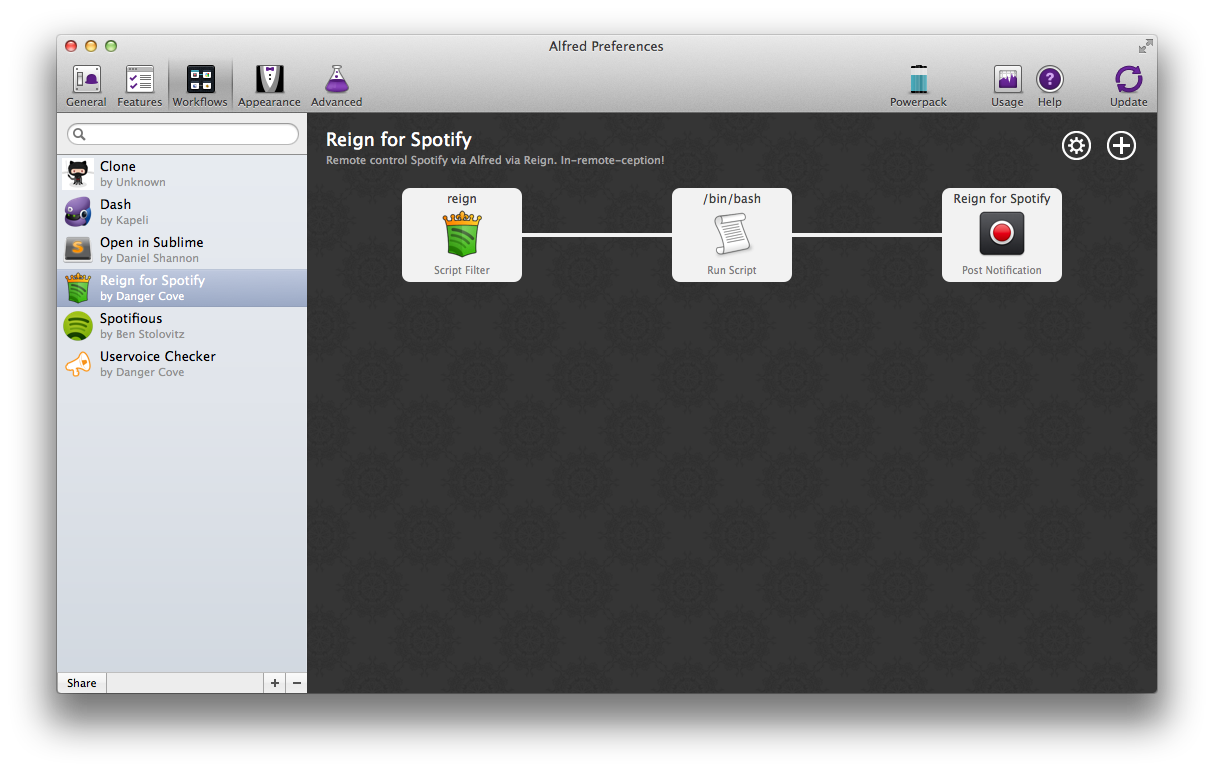 Alfred Preferences
General
Features
Workflows
Appearance
Advanced
Powerpack
Usage
Help
Update
Clone
by Unknown
Dash
by Kapeli
Open in Sublime
by Daniel Shannon
Reign for Spotify
by Danger Cove
Spotifious
by Ben Stolovitz
Uservoice Checker
by Danger Cove
Share
Reign for Spotify
Remote control Spotify via Alfred via Reign. In-remote-ception!
reign
Script Filter
/bin/bash
Run Script
Reign for Spotify
Post Notification